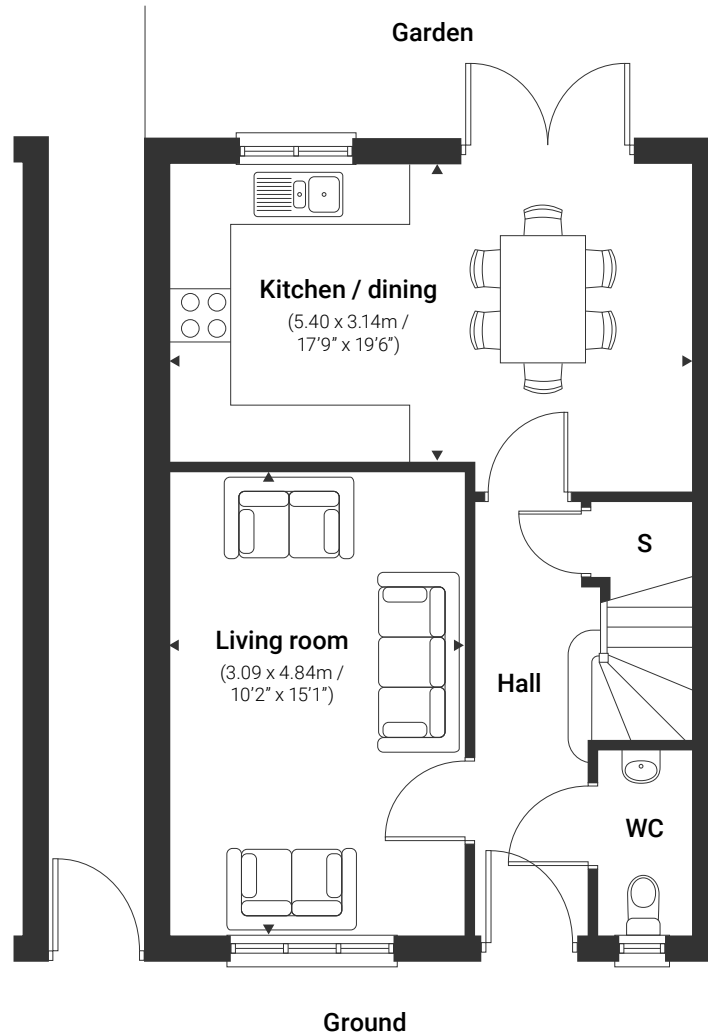 Garden
Kitchen / dining
(5.40 x 3.14m /
17’9” x 19’6”)
S
Living room
(3.09 x 4.84m /
10’2” x 15’1”)
Hall
WC
Ground